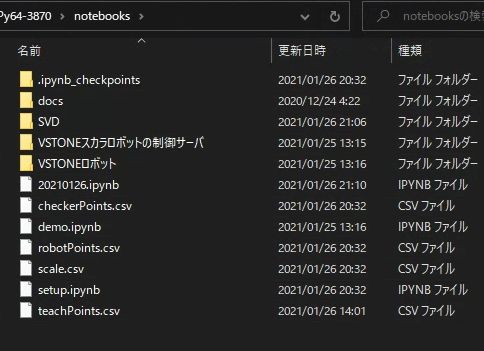 Py64-3870 > notebooks > notebooksの検
名前 更新日時 種類
.ipynb_checkpoints 2021/01/26 20:32 ファイル フォルダー
docs 2020/12/24 4:22 ファイル フォルダー
SVD 2021/01/26 21:06 ファイル フォルダー
VSTONEスカラロボットの制御サーバ 2021/01/25 13:15 ファイル フォルダー
VSTONEロボット 2021/01/25 13:15 ファイル フォルダー
20210126.ipynb 2021/01/26 21:10 IPYNB ファイル
checkerPoints.csv 2021/01/26 20:32 CSV ファイル
demo.ipynb 2021/01/25 13:16 IPYNB ファイル
robotPoints.csv 2021/01/26 20:32 CSV ファイル
scale.csv 2021/01/26 20:32 CSV ファイル
setup.ipynb 2021/01/26 20:32 IPYNB ファイル
teachPoints.csv 2021/01/26 14:01 CSV ファイル